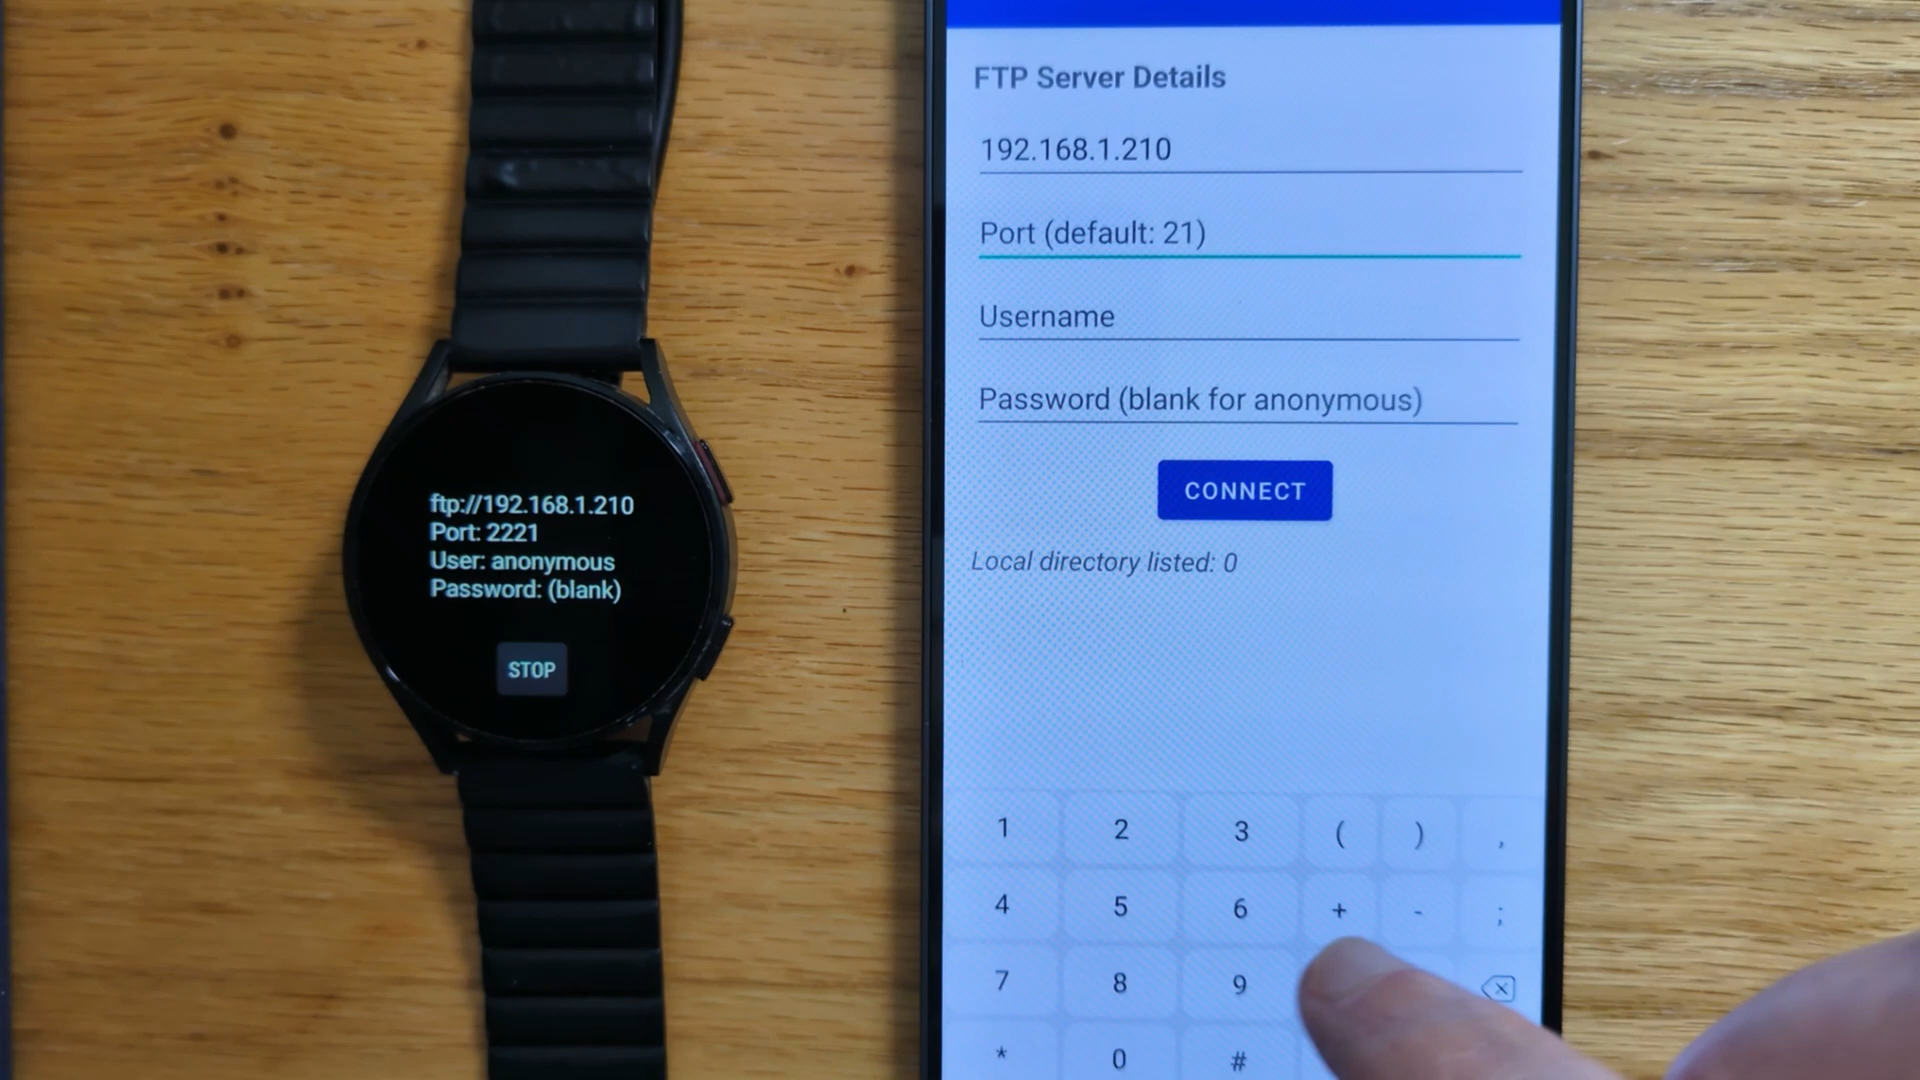 ftp://192.168.1.210
Port: 2221
User: anonymous
Password: (blank)
STOP
FTP Server Details
192.168.1.210
Port (default: 21)
Username
Password (blank for anonymous)
CONNECT
Local directory listed: 0
1 2 3 ( ) ,
4 5 6 + - ;
7 8 9
* 0 #